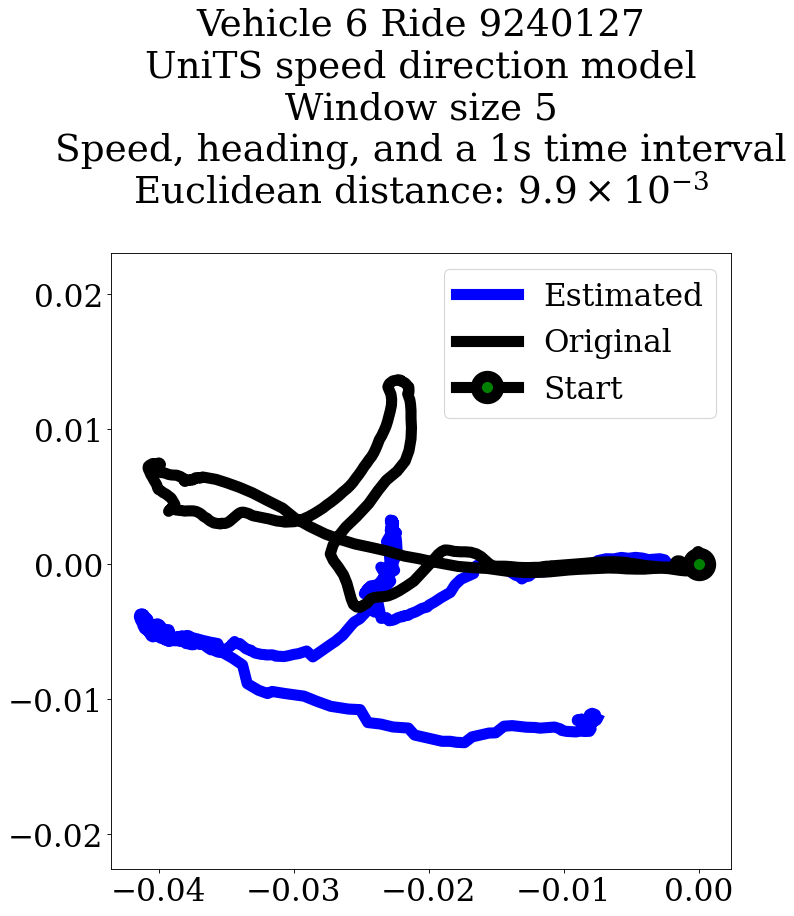 Vehicle 6 Ride 9240127
UniTS speed direction model
Window size 5
Speed, heading, and a 1s time interval
Euclidean distance: 9.9 × 10⁻³
Estimated
Original
Start
0.02
0.01
0.00
−0.01
−0.02
−0.04 −0.03 −0.02 −0.01 0.00